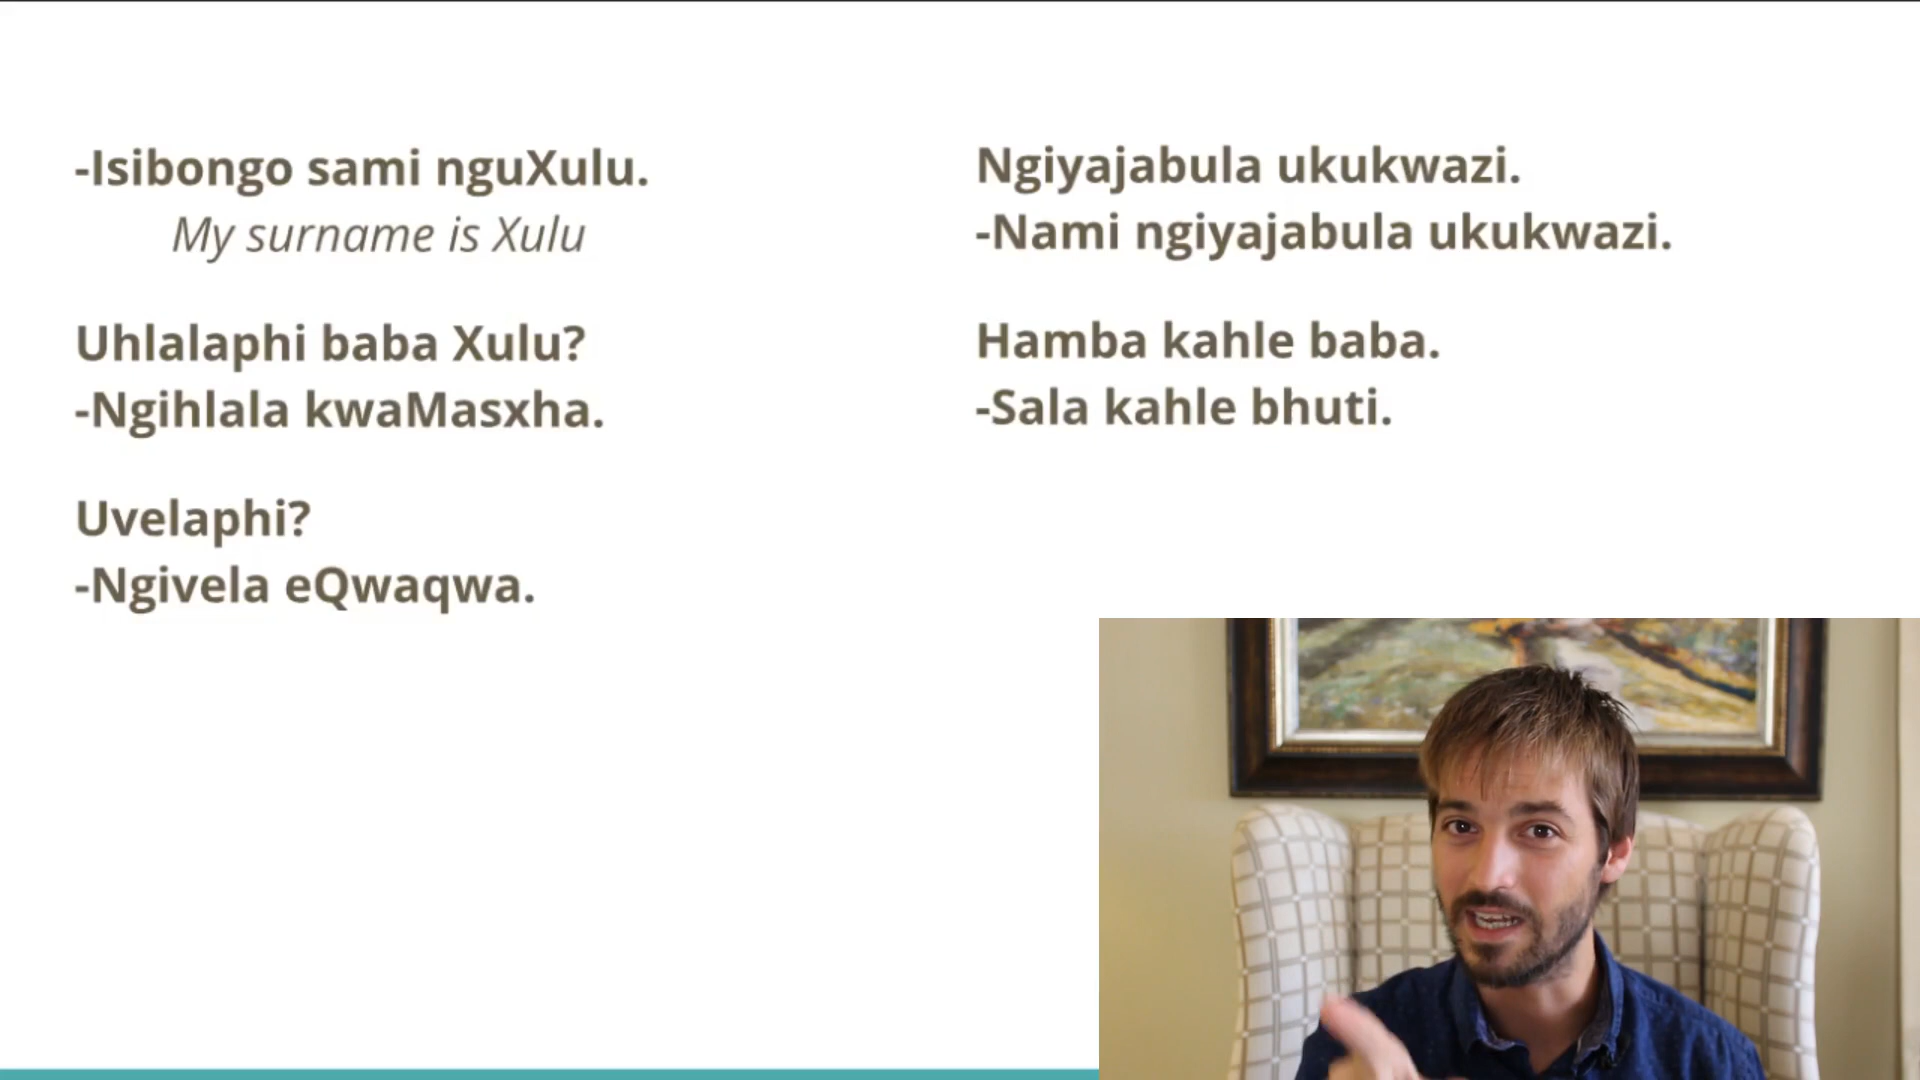 -Isibongo sami nguXulu.
My surname is Xulu
Uhlalaphi baba Xulu?
-Ngihlala kwaMasxha.
Uvelaphi?
-Ngivela eQwaqwa.
Ngiyajabula ukukwazi.
-Nami ngiyajabula ukukwazi.
Hamba kahle baba.
-Sala kahle bhuti.